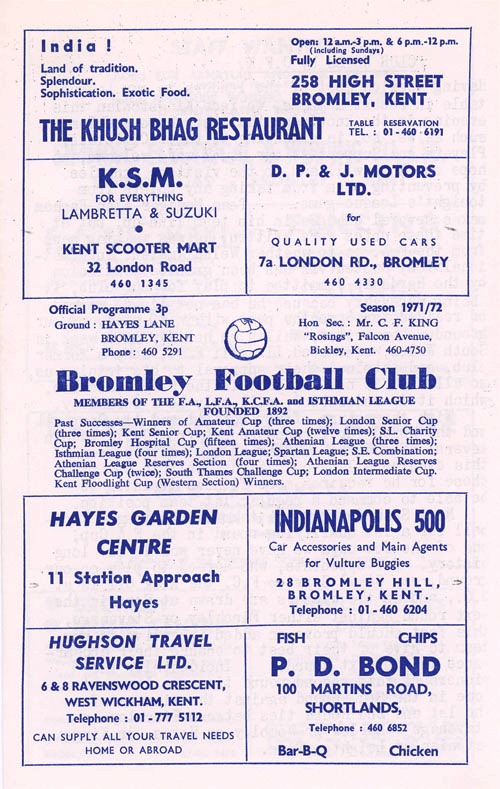 India !
Land of tradition.
Splendour.
Sophistication. Exotic Food.
Open: 12 a.m.-3 p.m. & 6 p.m.-12 p.m.
(including Sundays)
Fully Licensed
258 HIGH STREET
BROMLEY, KENT
THE KHUSH BHAG RESTAURANT
TABLE RESERVATION
TEL. : 01-460 6191
K.S.M.
FOR EVERYTHING
LAMBRETTA & SUZUKI
•
KENT SCOOTER MART
32 London Road
460 1345
D. P. & J. MOTORS
LTD.
for
QUALITY USED CARS
7a LONDON RD., BROMLEY
460 4330
Official Programme 3p
Ground : HAYES LANE
BROMLEY, KENT
Phone : 460 5291
Season 1971/72
Hon Sec. : Mr. C. F. KING
"Rosings", Falcon Avenue,
Bickley, Kent. 460-4750
Bromley Football Club
MEMBERS OF THE F.A., L.F.A., K.C.F.A. and ISTHMIAN LEAGUE
FOUNDED 1892
Past Successes—Winners of Amateur Cup (three times); London Senior Cup
(three times); Kent Senior Cup; Kent Amateur Cup (twelve times); S.L. Charity
Cup; Bromley Hospital Cup (fifteen times); Athenian League (three times);
Isthmian League (four times); London League; Spartan League; S.E. Combination;
Athenian League Reserves Section (four times); Athenian League Reserves
Challenge Cup (twice); South Thames Challenge Cup; London Intermediate Cup.
Kent Floodlight Cup (Western Section) Winners.
HAYES GARDEN
CENTRE
11 Station Approach
Hayes
INDIANAPOLIS 500
Car Accessories and Main Agents
for Vulture Buggies
28 BROMLEY HILL,
BROMLEY, KENT.
Telephone : 01-460 6204
HUGHSON TRAVEL
SERVICE LTD.
6 & 8 RAVENSWOOD CRESCENT,
WEST WICKHAM, KENT.
Telephone : 01-777 5112
CAN SUPPLY ALL YOUR TRAVEL NEEDS
HOME OR ABROAD
FISH CHIPS
P. D. BOND
100 MARTINS ROAD,
SHORTLANDS,
Telephone : 460 6852
Bar-B-Q Chicken